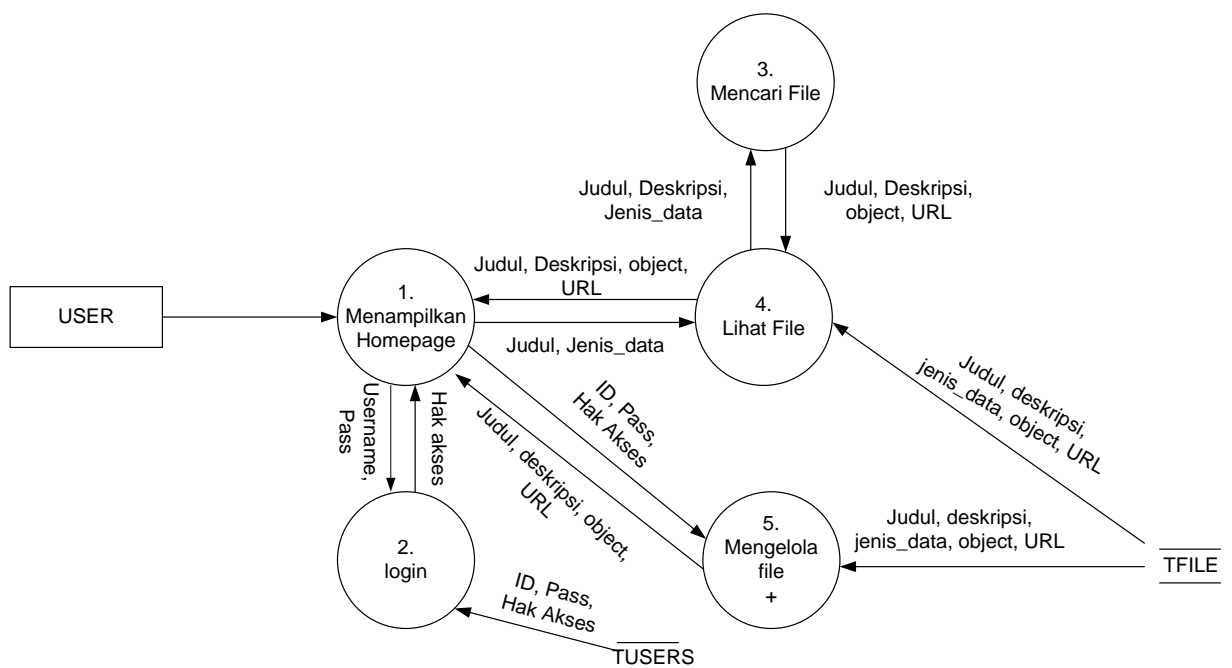 3.
Mencari File
Judul, Deskripsi,
Jenis_data
Judul, Deskripsi,
object, URL
Judul, Deskripsi, object,
URL
USER
1.
Menampilkan
Homepage
4.
Lihat File
Judul, Jenis_data
Username,
Pass
Hak akses
ID, Pass,
Hak Akses
Judul, deskripsi, object,
URL
Judul, deskripsi,
jenis_data, object, URL
2.
login
5.
Mengelola
file
+
Judul, deskripsi,
jenis_data, object, URL
TFILE
ID, Pass,
Hak Akses
TUSERS